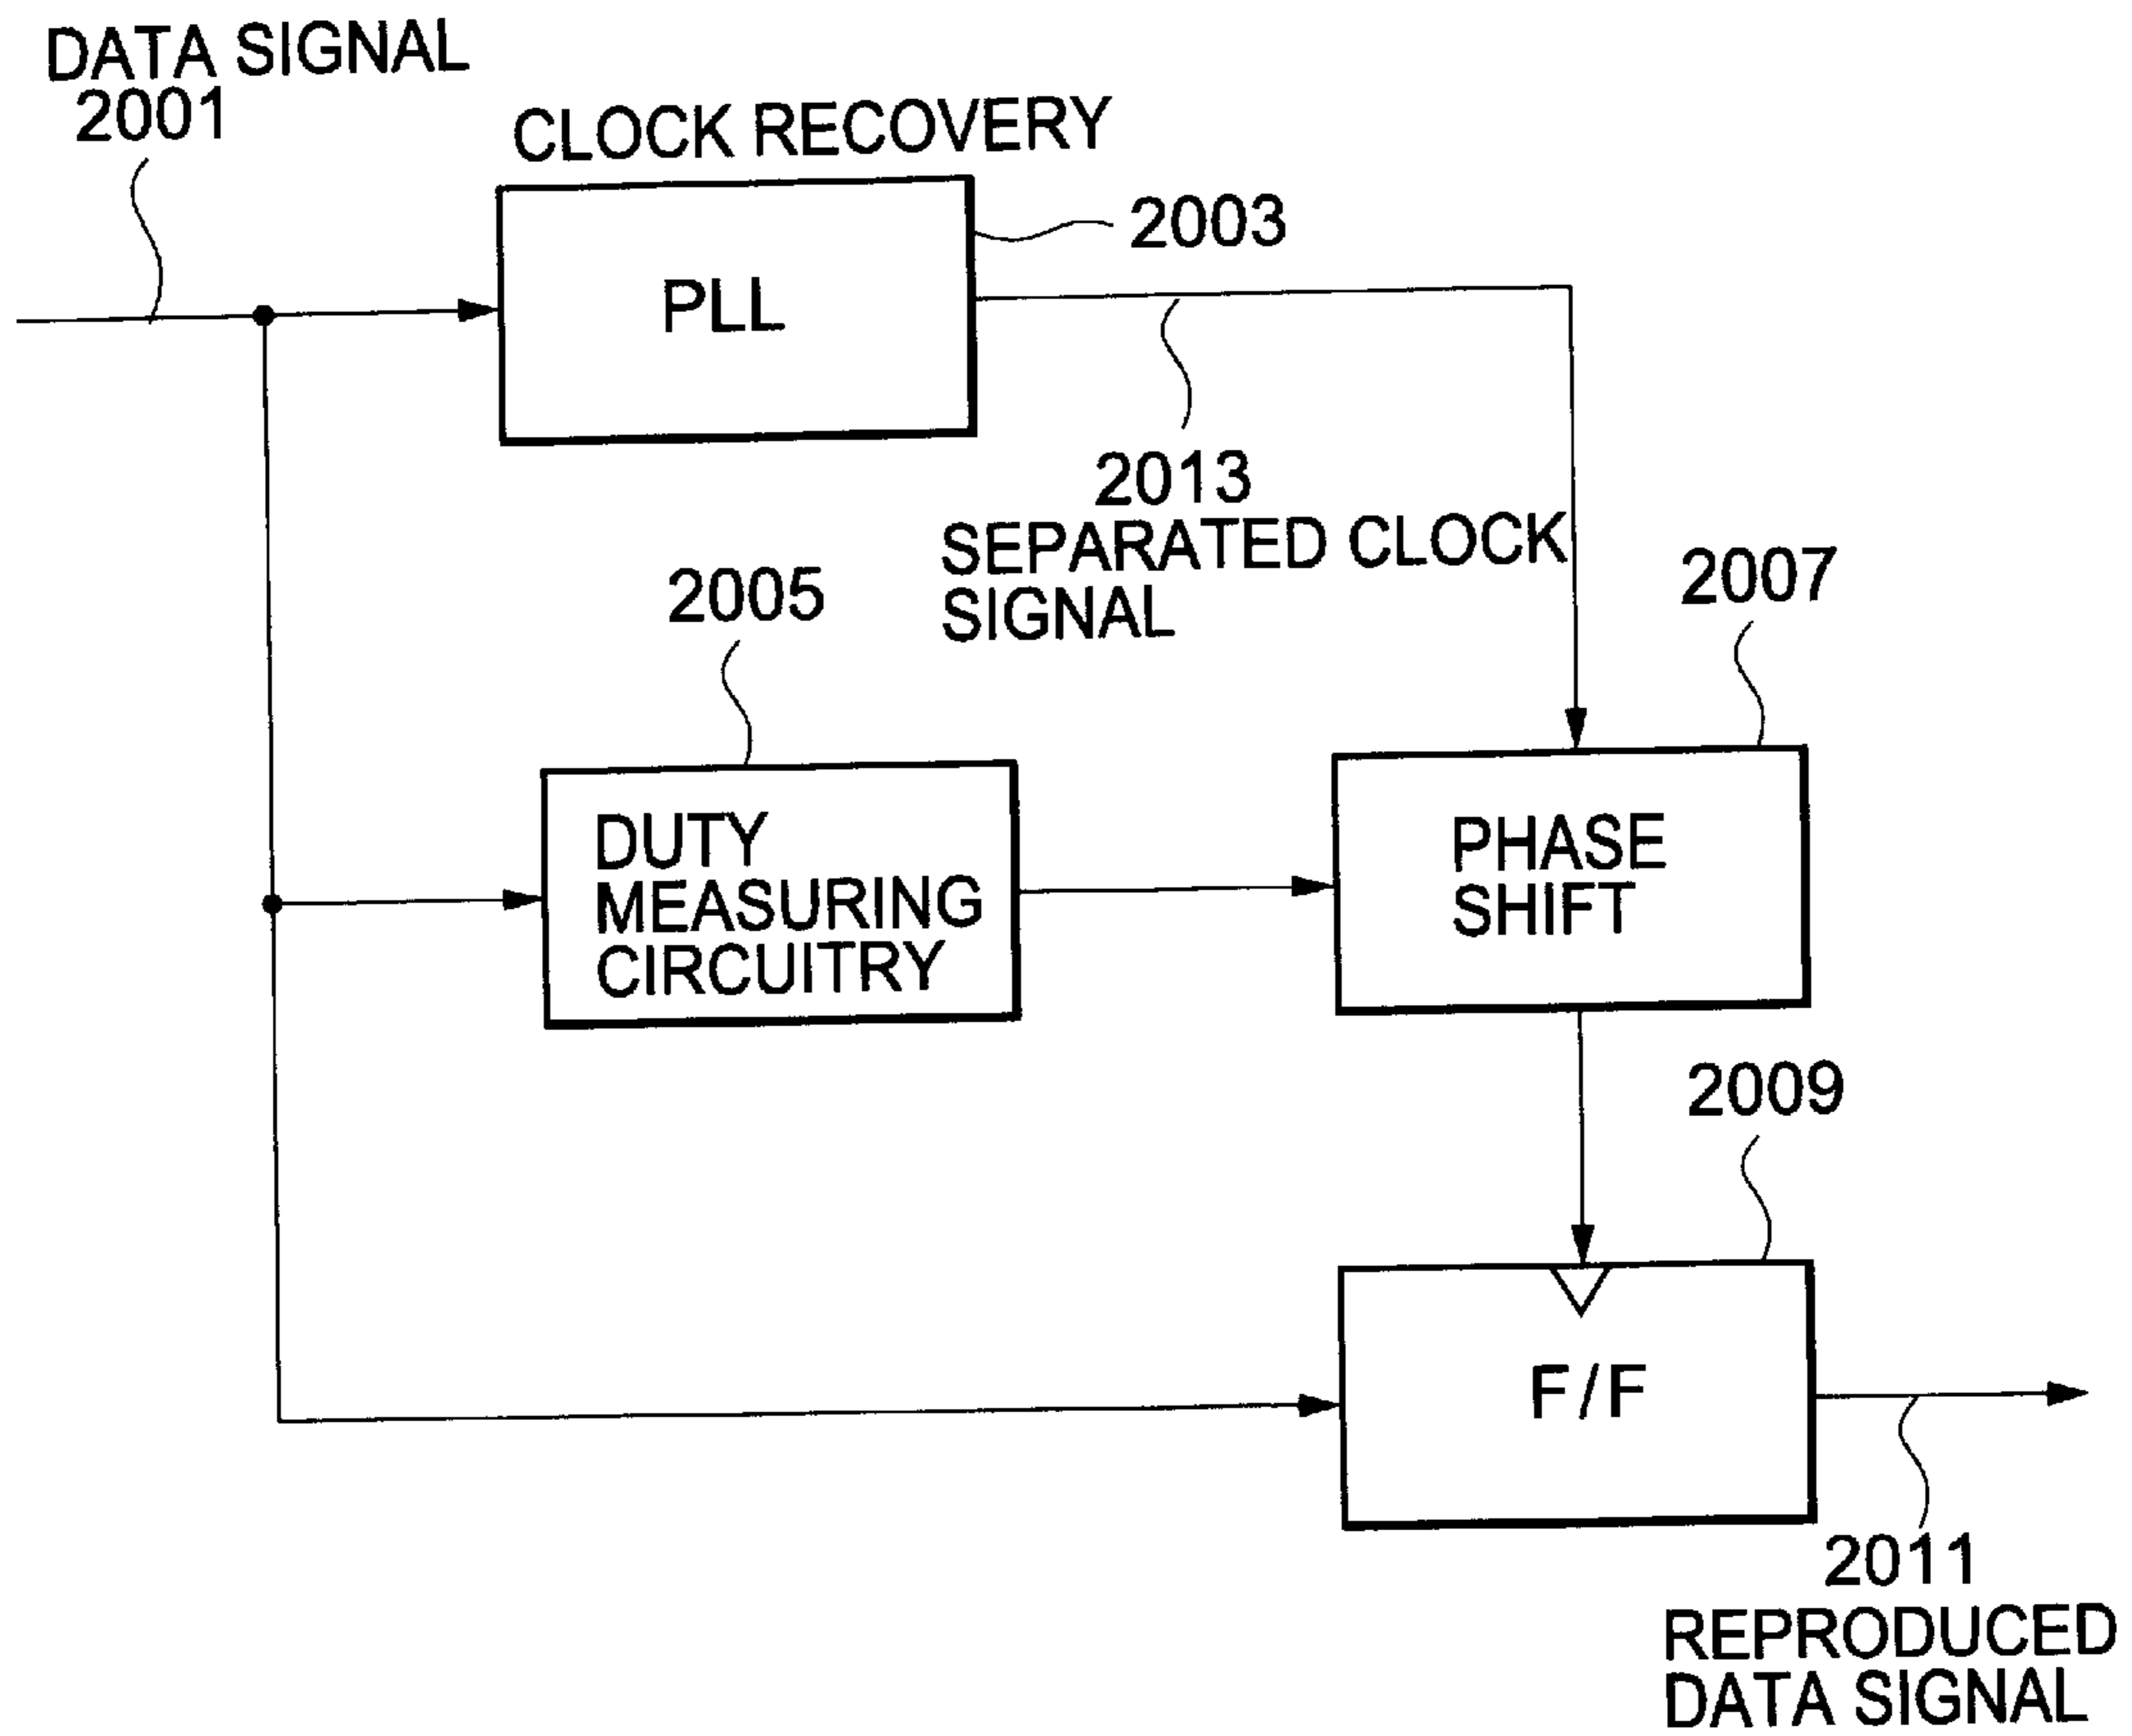 DATA SIGNAL
2001
CLOCK RECOVERY
2003
PLL
2013
SEPARATED CLOCK
SIGNAL
2005
2007
DUTY
MEASURING
CIRCUITRY
PHASE
SHIFT
2009
F/F
2011
REPRODUCED
DATA SIGNAL